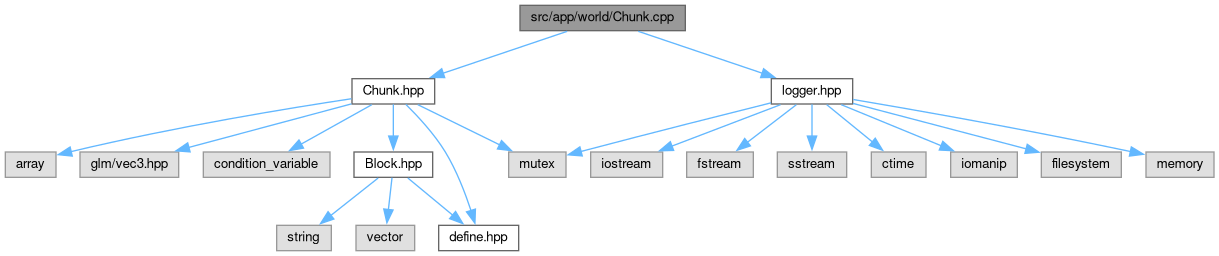 src/app/world/Chunk.cpp
Chunk.hpp
logger.hpp
array
glm/vec3.hpp
condition_variable
Block.hpp
mutex
iostream
fstream
sstream
ctime
iomanip
filesystem
memory
string
vector
define.hpp